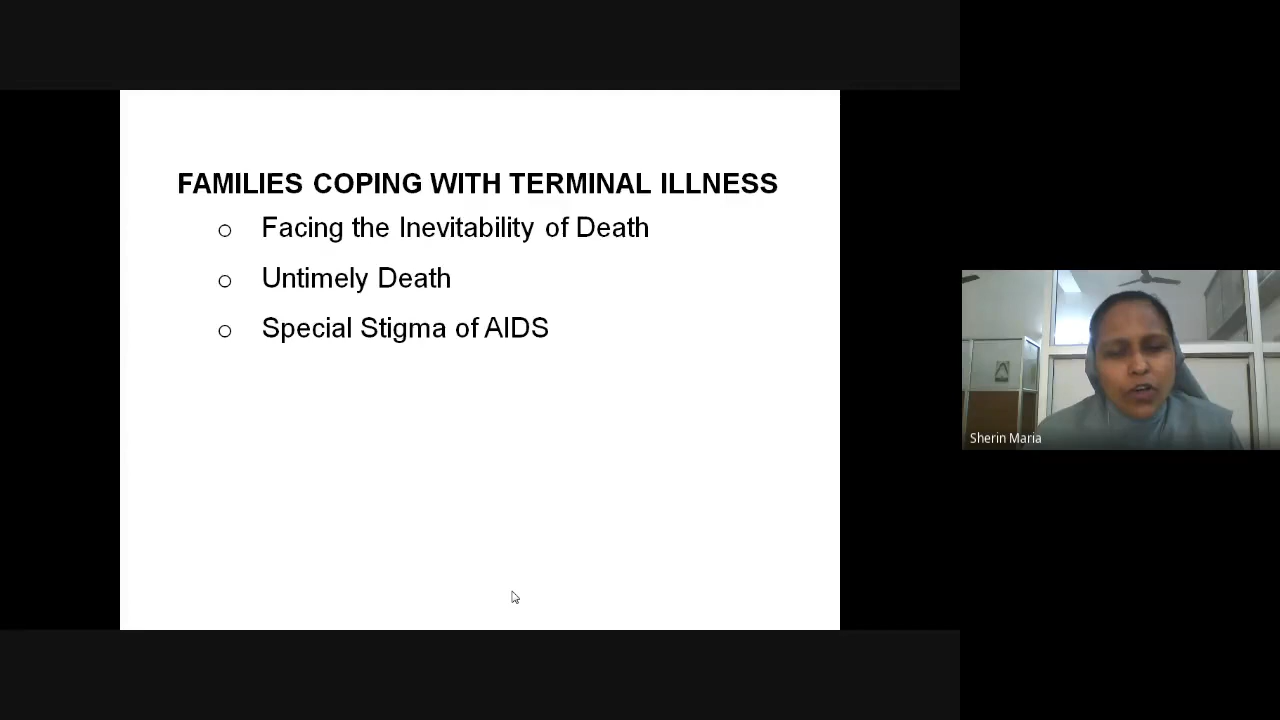 FAMILIES COPING WITH TERMINAL ILLNESS
o Facing the Inevitability of Death
o Untimely Death
o Special Stigma of AIDS
Sherin Maria